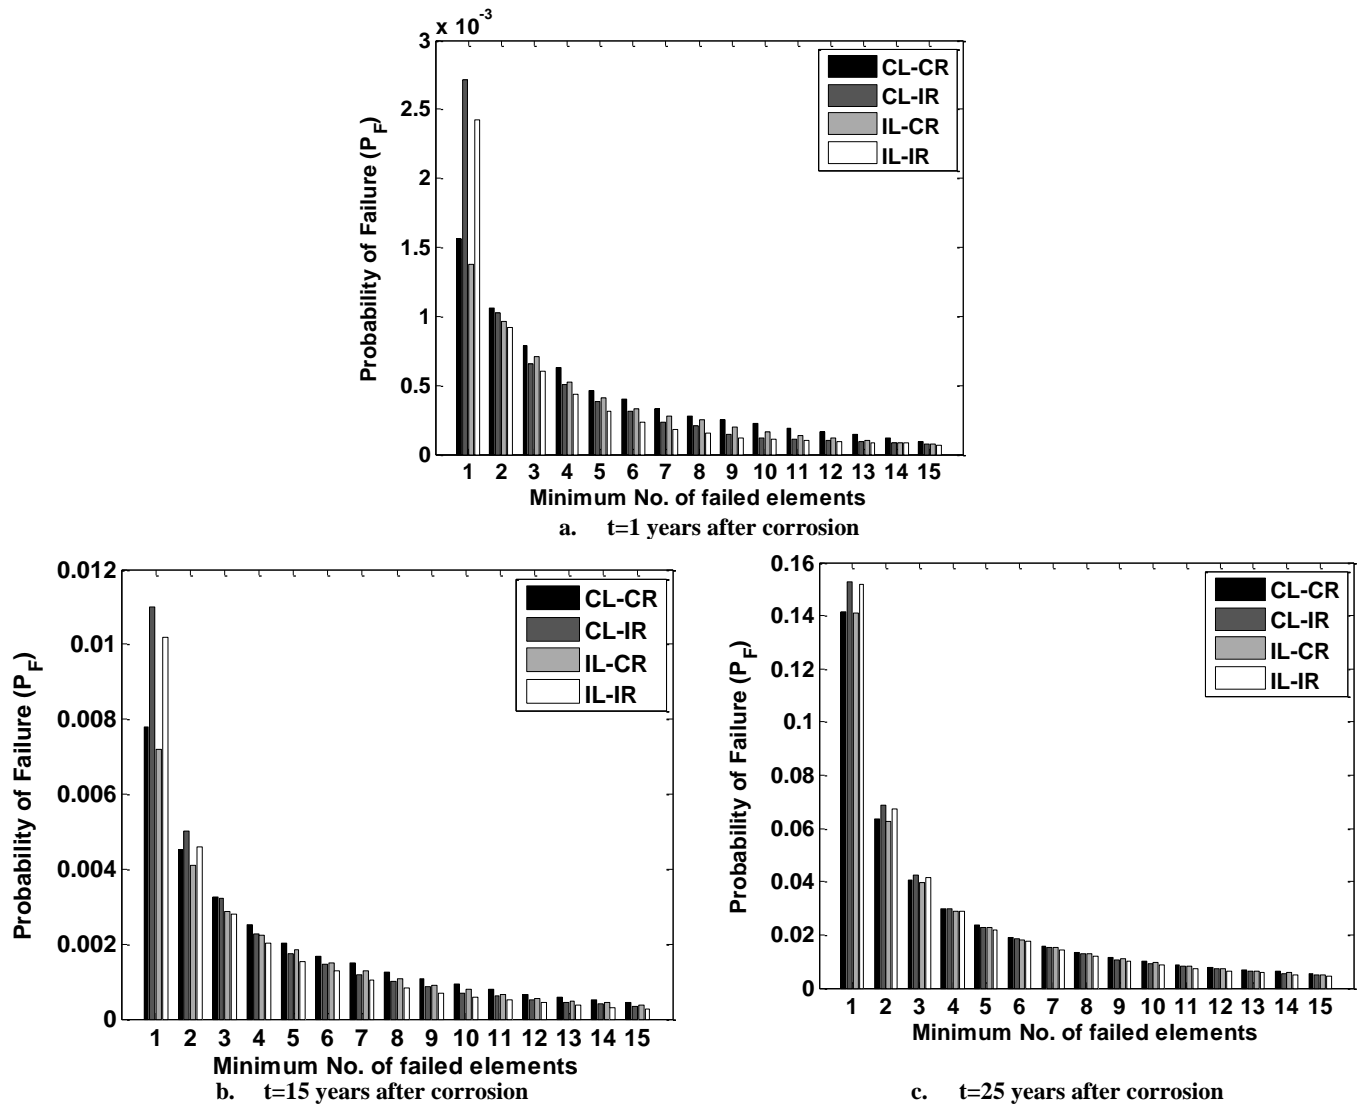 x 10^-3
3
2.5
2
1.5
1
0.5
0
Probability of Failure (P_F)
CL-CR
CL-IR
IL-CR
IL-IR
1 2 3 4 5 6 7 8 9 10 11 12 13 14 15
Minimum No. of failed elements
a. t=1 years after corrosion
0.012
0.01
0.008
0.006
0.004
0.002
0
Probability of Failure (P_F)
CL-CR
CL-IR
IL-CR
IL-IR
1 2 3 4 5 6 7 8 9 10 11 12 13 14 15
Minimum No. of failed elements
b. t=15 years after corrosion
0.16
0.14
0.12
0.1
0.08
0.06
0.04
0.02
0
Probability of Failure (P_F)
CL-CR
CL-IR
IL-CR
IL-IR
1 2 3 4 5 6 7 8 9 10 11 12 13 14 15
Minimum No. of failed elements
c. t=25 years after corrosion